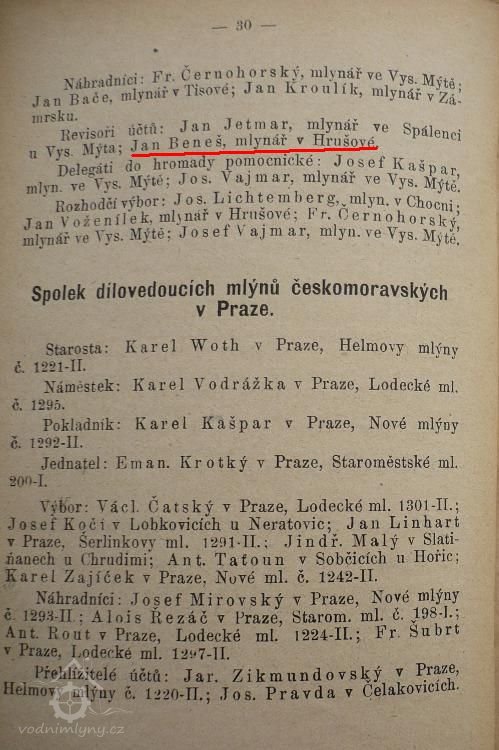 — 30 —
Náhradníci: Fr. Černohorský, mlynář ve Vys. Mýtě;
Jan Bače, mlynář v Tisové; Jan Kroulík, mlynář v Zá-
mrsku.
Revisoři účtů: Jan Jetmar, mlynář ve Spálenci
u Vys. Mýta; Jan Beneš, mlynář v Hrušové.
Delegáti do hromady pomocnické: Josef Kašpar,
mlyn. ve Vys. Mýtě; Jos. Vajmar, mlynář ve Vys. Mýtě.
Rozhodčí výbor: Jos. Lichtemberg, mlyn. v Chocni;
Jan Voženílek, mlynář v Hrušové; Fr. Černohorský,
mlynář ve Vys. Mýtě; Josef Vajmar, mlyn. ve Vys. Mýtě.
Spolek dílovedoucích mlýnů českomoravských
v Praze.
Starosta: Karel Woth v Praze, Helmovy mlýny
č. 1221-II.
Náměstek: Karel Vodrážka v Praze, Lodecké ml.
č. 1295.
Pokladník: Karel Kašpar v Praze, Nové mlýny
č. 1292-II.
Jednatel: Eman. Krotký v Praze, Staroměstské ml.
200-I.
Výbor: Václ. Čatský v Praze, Lodecké ml. 1301-II.;
Josef Kočí v Lobkovicích u Neratovic; Jan Linhart
v Praze, Šerlinkovy ml. 1291-II.; Jindř. Malý v Slati-
ňanech u Chrudimi; Ant. Taťoun v Sobčicích u Hořic;
Karel Zajíček v Praze, Nové ml. č. 1242-II.
Náhradníci: Josef Mirovský v Praze, Nové mlýny
č. 1293-II.; Alois Řezáč v Praze, Starom. ml. č. 198-I.;
Ant. Rout v Praze, Lodecké ml. 1224-II.; Fr. Šubrt
v Praze, Lodecké ml. 1297-II.
Přehlížitelé účtů: Jar. Zikmundovský v Praze,
Helmovy mlýny č. 1220-II.; Jos. Pravda v Čelakovicích.
vodnimlyny.cz